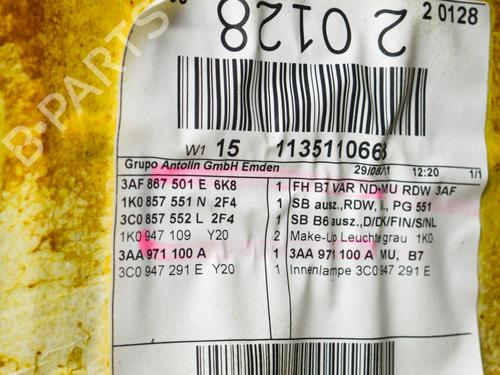 2 0128
2 0128
W1 15 1135110668
Grupo Antolin GmbH Emden 29/08/11 12:20 1/1
3AF 867 501 E 6K8 1 FH B7 VAR ND+MU RDW 3AF
1K0 857 551 N 2F4 1 SB ausz.,RDW, L, PG 551
3C0 857 552 L 2F4 1 SB B6 ausz.,D/DK/FIN/S/NL
1K0 947 109 Y20 2 Make-Up Leuchte grau 1K0
3AA 971 100 A 1 3AA 971 100 A MU, B7
3C0 947 291 E Y20 1 Innenlampe 3C0 947 291 E
B-PARTS